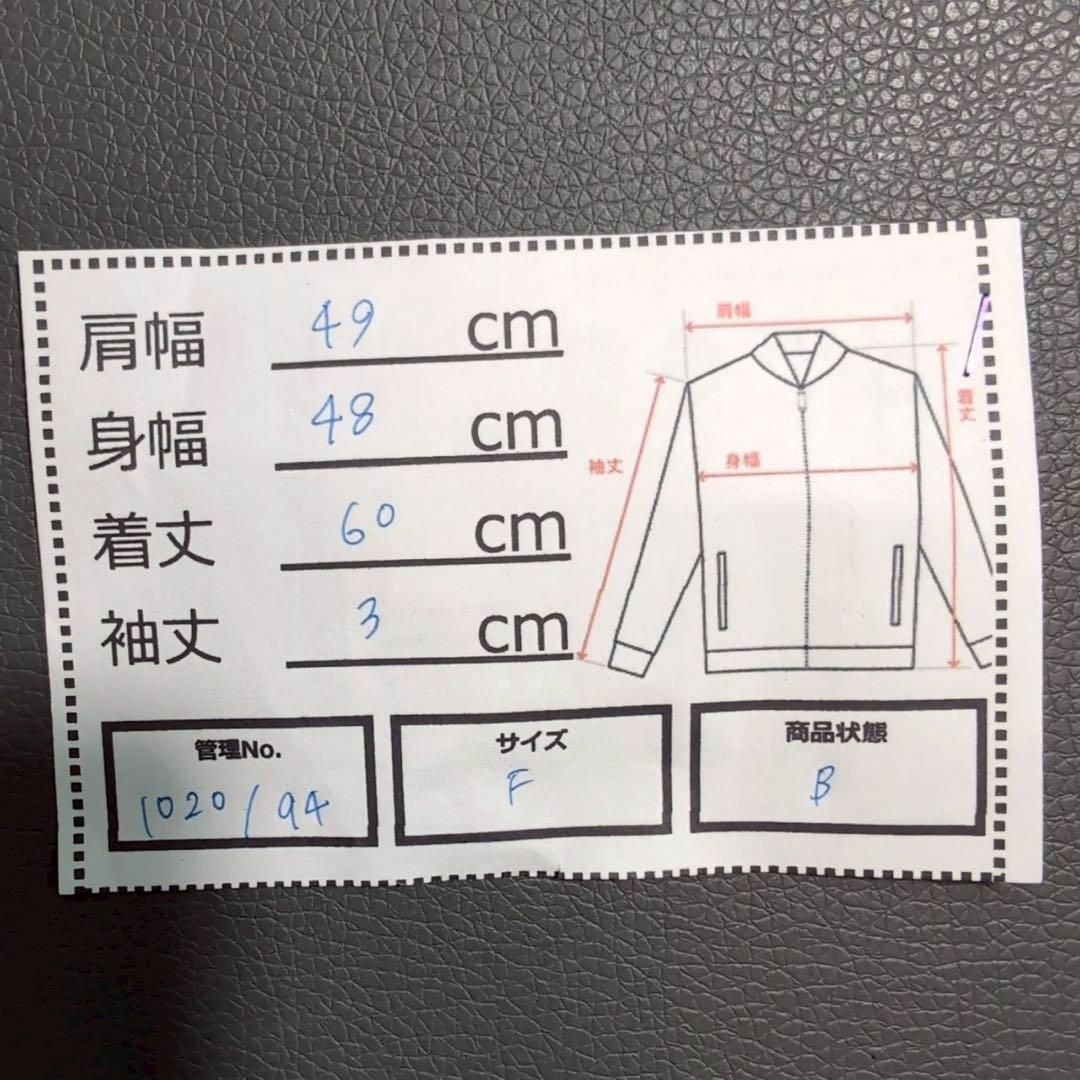 肩幅 49 cm
身幅 48 cm
着丈 60 cm
袖丈 3 cm
肩幅
着丈
身幅
袖丈
管理No.
1020/94
サイズ
F
商品状態
B